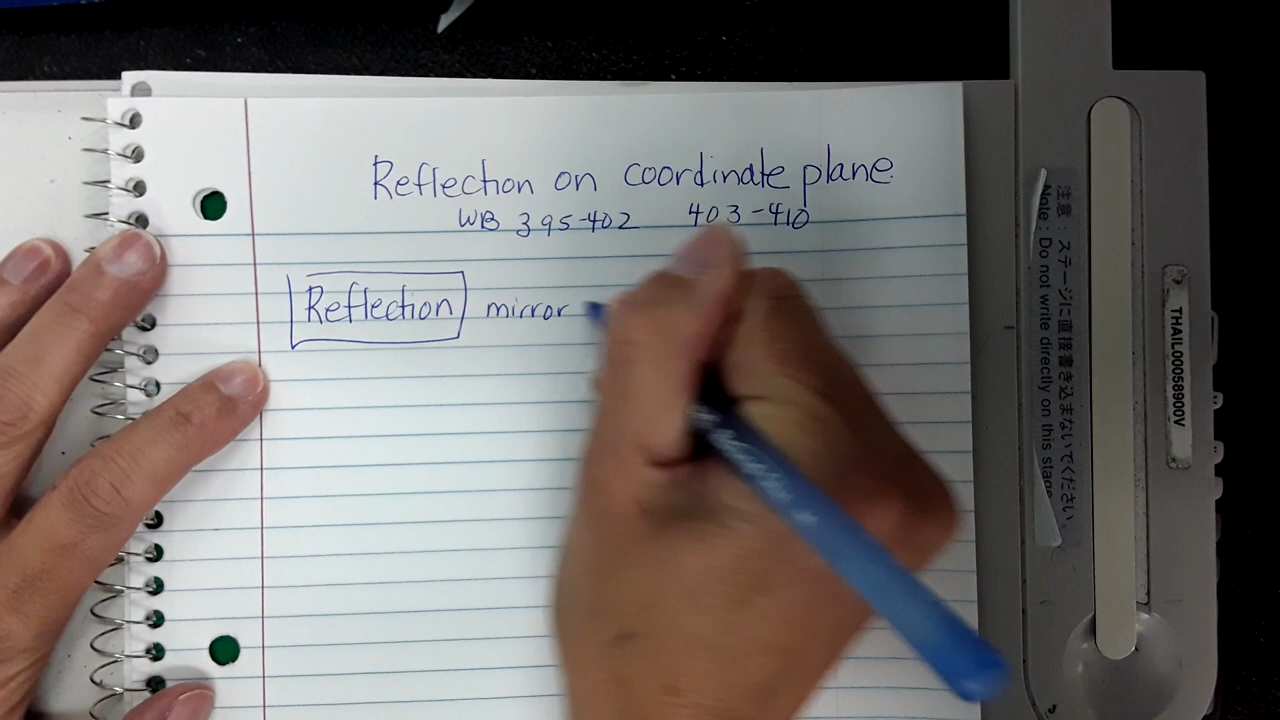 Reflection on coordinate plane
WB 395-402 403-410
Reflection mirror
注意：ステージに直接書き込まないでください。
Note : Do not write directly on this stage
THAIL00058900V